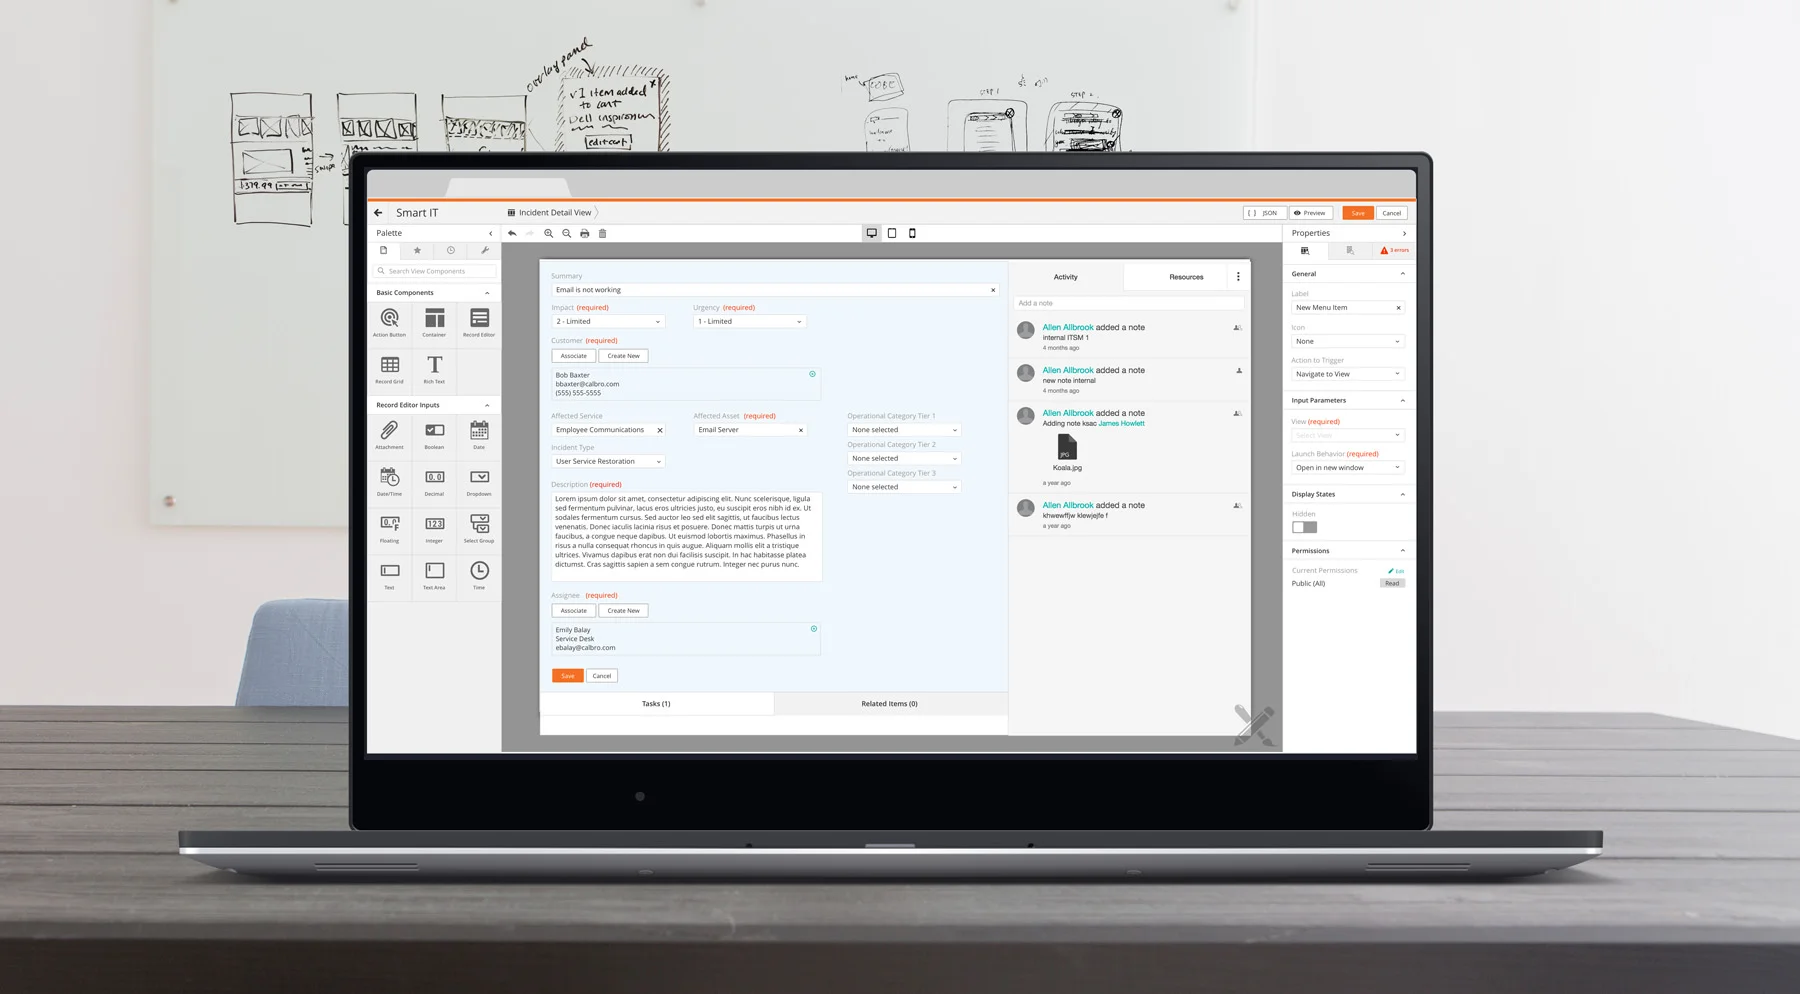 overlay panel
1 item added
to cart
Dell inspiron
edit cart
$379.99
STEP 1
STEP 2
Smart IT
Incident Detail View
[ ] JSON
Preview
Save
Cancel
Palette
Search View Components
Basic Components
Action Button
Container
Record Editor
Record Grid
Rich Text
Record Editor Inputs
Attachment
Boolean
Date
Date/Time
0.0
Decimal
Dropdown
Floating
123
Integer
Select Group
Text
Text Area
Time
Summary
Email is not working
Impact (required)
Urgency (required)
2 - Limited
1 - Limited
Customer (required)
Associate
Create New
Bob Baxter
bbaxter@calbro.com
(555) 555-5555
Affected Service
Affected Asset (required)
Operational Category Tier 1
Employee Communications
Email Server
None selected
Operational Category Tier 2
None selected
Incident Type
User Service Restoration
Operational Category Tier 3
None selected
Description (required)
Lorem ipsum dolor sit amet, consectetur adipiscing elit. Nunc scelerisque, ligula
sed fermentum pulvinar, lacus eros ultricies justo, eu suscipit eros nibh id ex. Ut
sodales fermentum cursus. Sed auctor leo sed elit sagittis, ut faucibus lectus
venenatis. Donec iaculis lacinia risus et posuere. Donec mattis turpis ut urna
faucibus, a congue neque dapibus. Ut euismod lobortis maximus. Phasellus in
risus a nulla consequat rhoncus in quis augue. Aliquam mollis elit a tristique
ultrices. Vivamus dapibus erat non dui facilisis suscipit. In hac habitasse platea
dictumst. Cras sagittis sapien a sem congue rutrum. Integer nec purus nunc.
Assignee (required)
Associate
Create New
Emily Balay
Service Desk
ebalay@calbro.com
Save
Cancel
Tasks (1)
Related Items (0)
Activity
Resources
Add a note
Allen Allbrook added a note
internal ITSM 1
4 months ago
Allen Allbrook added a note
new note internal
4 months ago
Allen Allbrook added a note
Adding note ksac James Howlett
JPG
Koala.jpg
a year ago
Allen Allbrook added a note
khwewffjw klewjejfe f
a year ago
Properties
3 errors
General
Label
New Menu Item
Icon
None
Action to Trigger
Navigate to View
Input Parameters
View (required)
Select View
Launch Behavior (required)
Open in new window
Display States
Hidden
Permissions
Current Permissions
Edit
Public (All)
Read